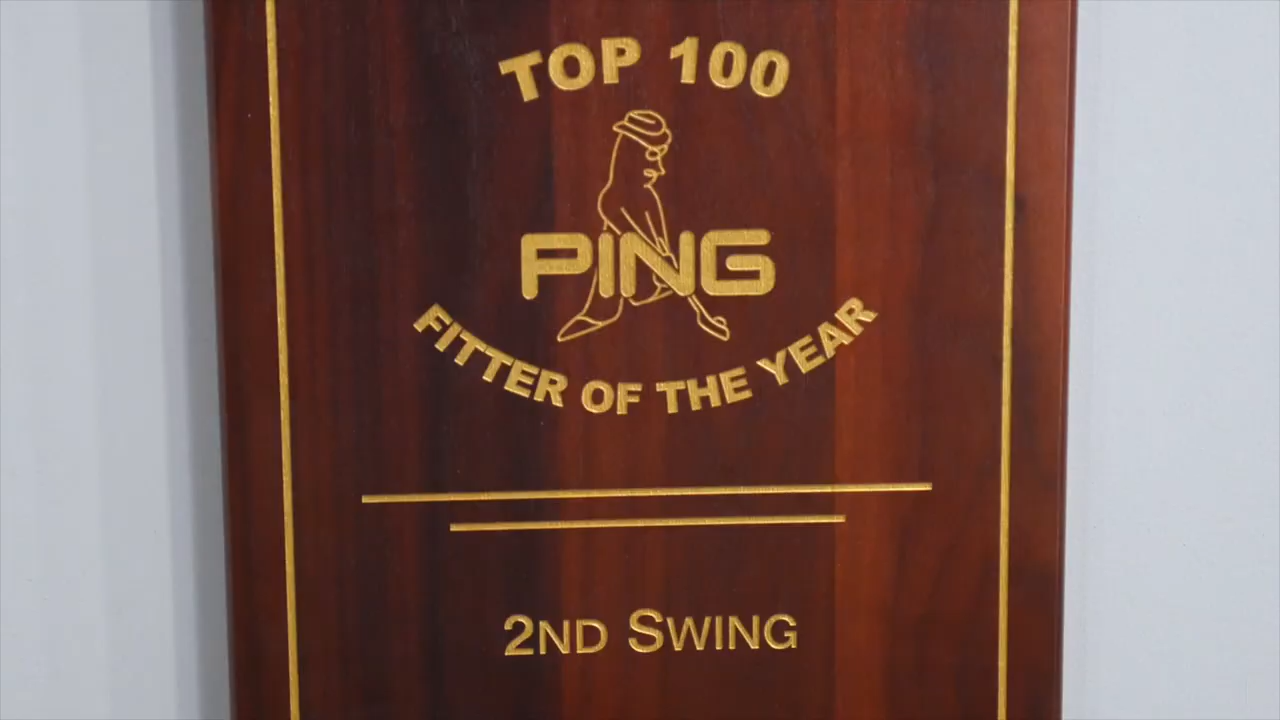 TOP 100
PING
FITTER OF THE YEAR
2ND SWING